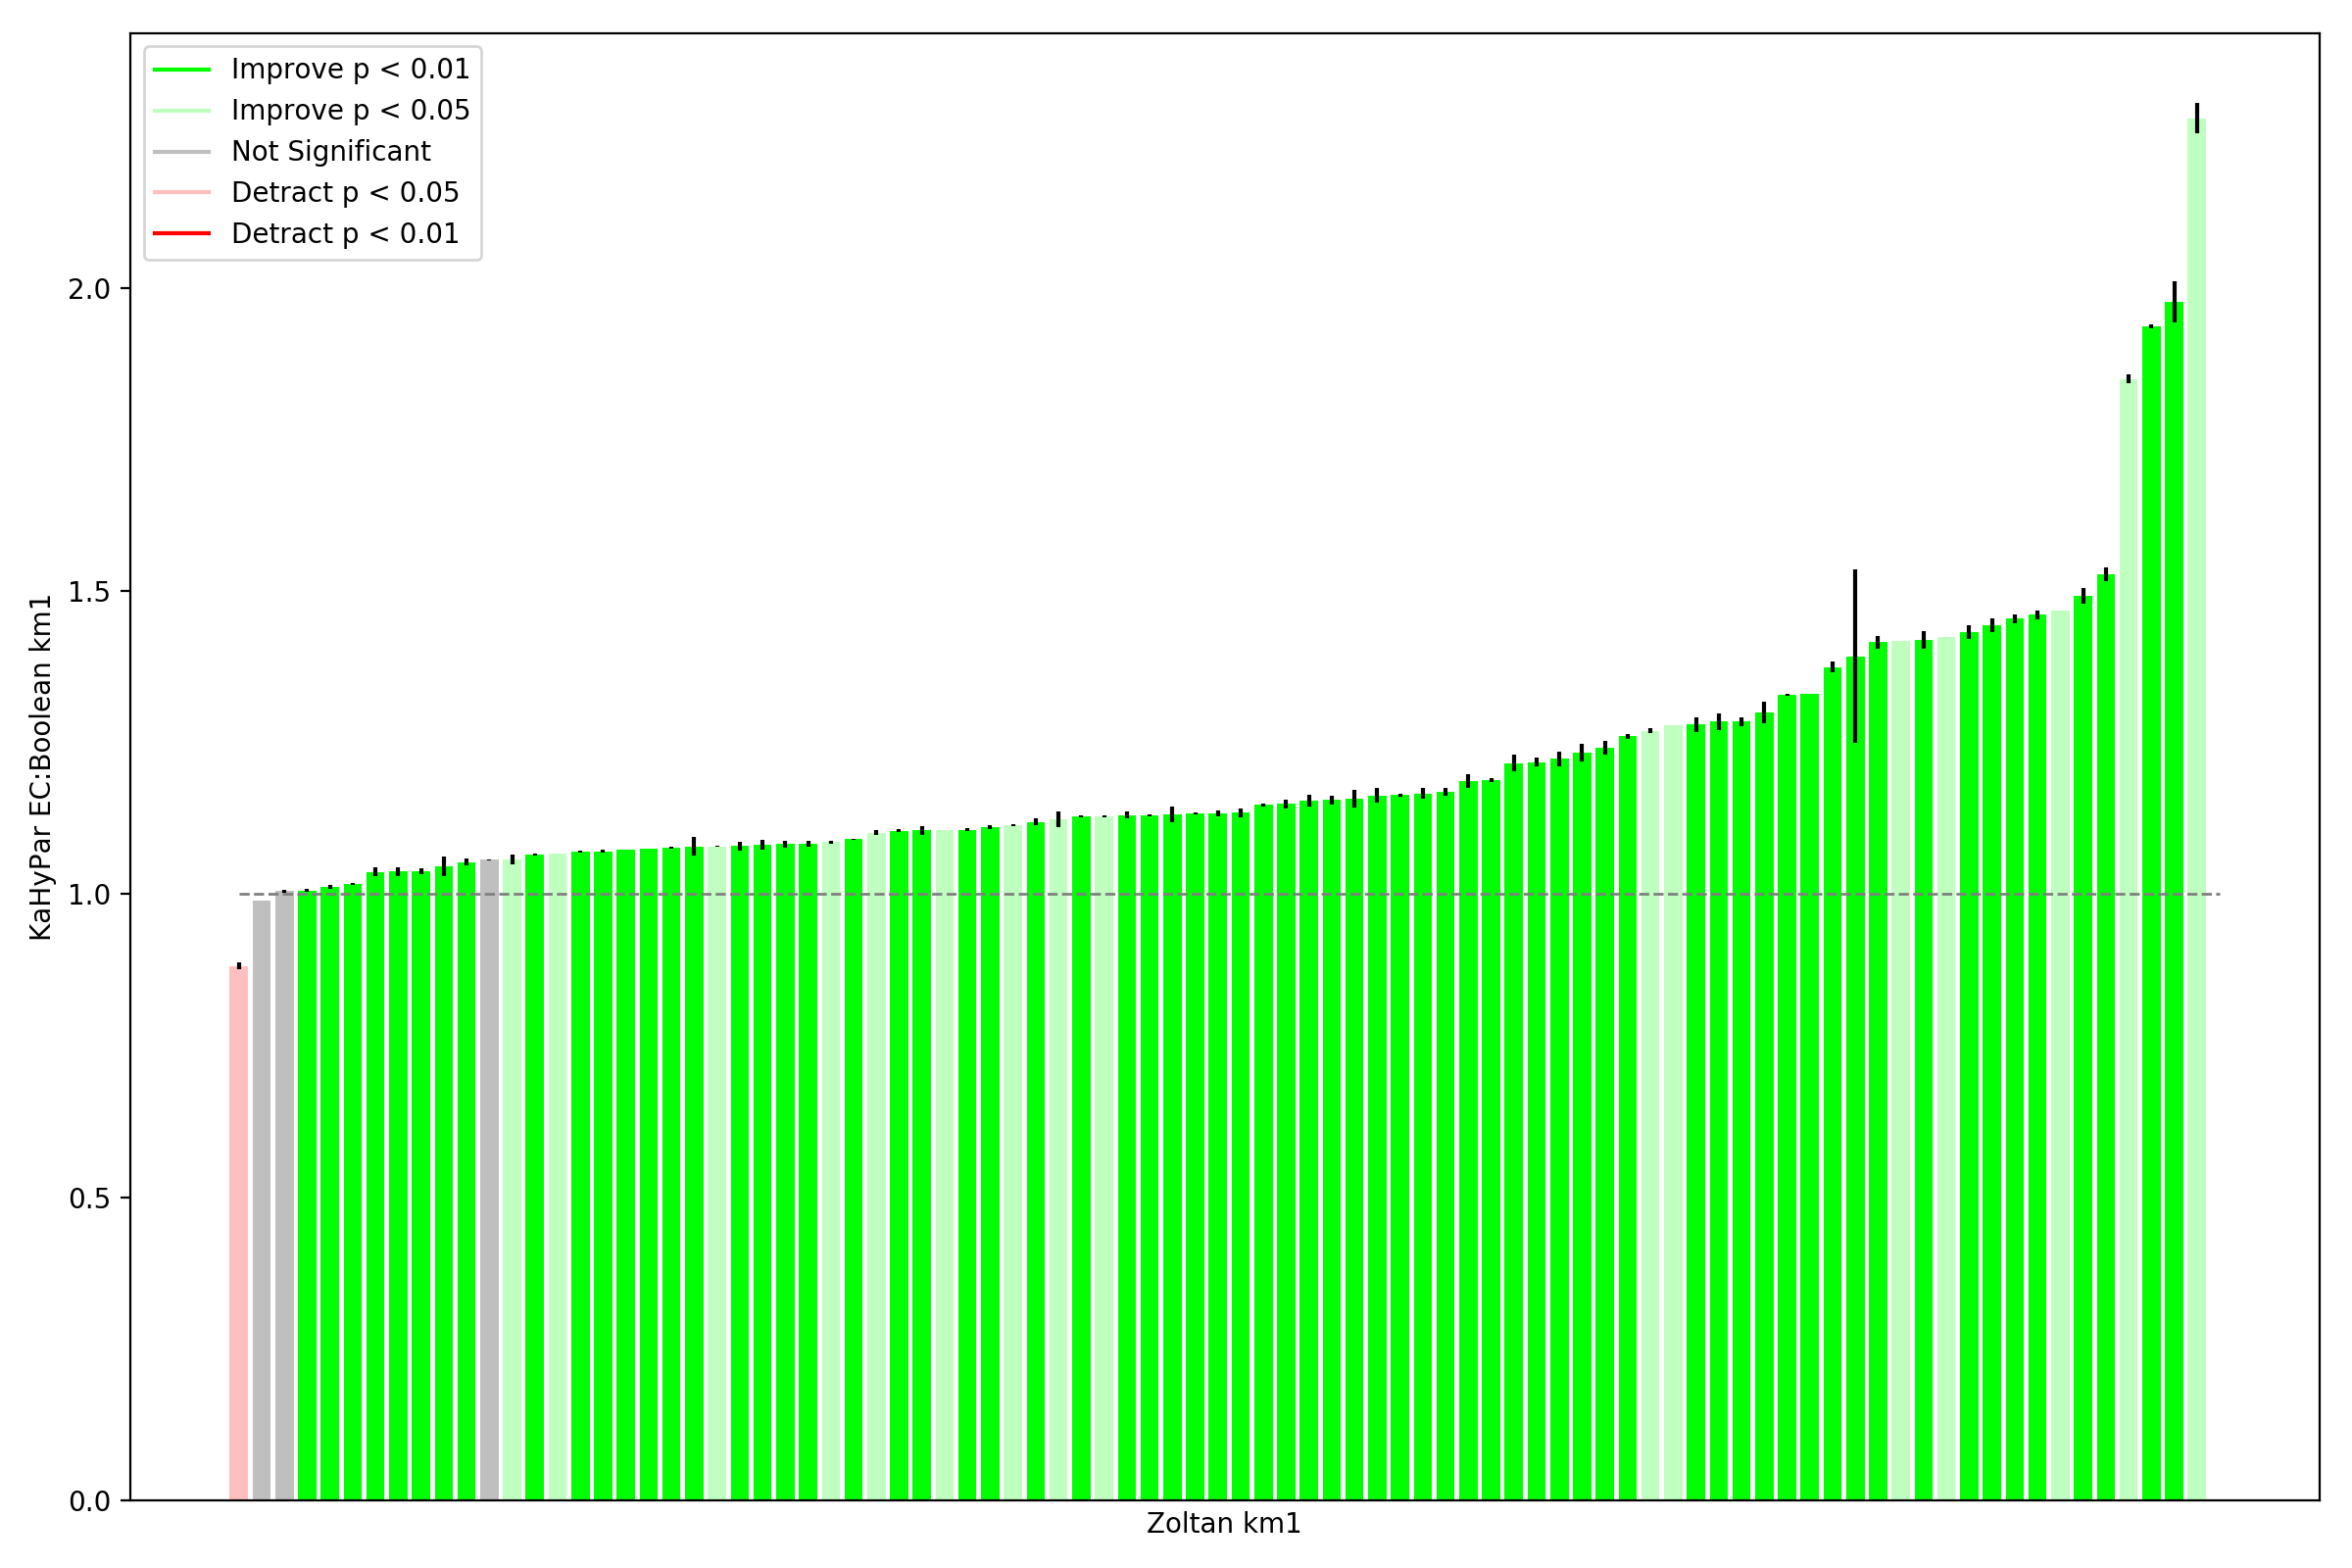 Improve p < 0.01
Improve p < 0.05
Not Significant
Detract p < 0.05
Detract p < 0.01
2.0
1.5
1.0
0.5
0.0
KaHyPar EC:Boolean km1
Zoltan km1